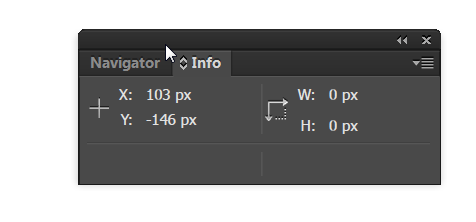 Navigator Info
X: 103 px W: 0 px
Y: -146 px H: 0 px